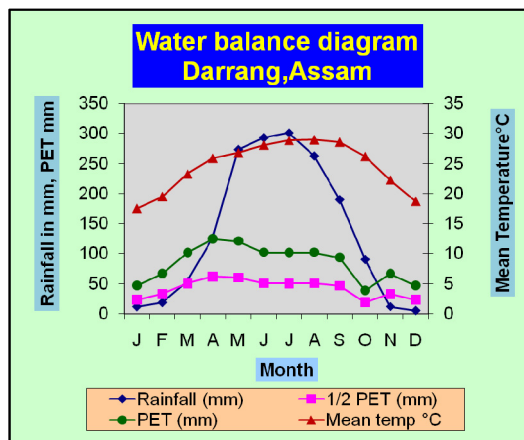 Water balance diagram
Darrang,Assam
Rainfall in mm, PET mm
350
300
250
200
150
100
50
0
35
30
25
20
15
10
5
0
Mean Temperature°C
J F M A M J J A S O N D
Month
Rainfall (mm) 1/2 PET (mm)
PET (mm) Mean temp °C